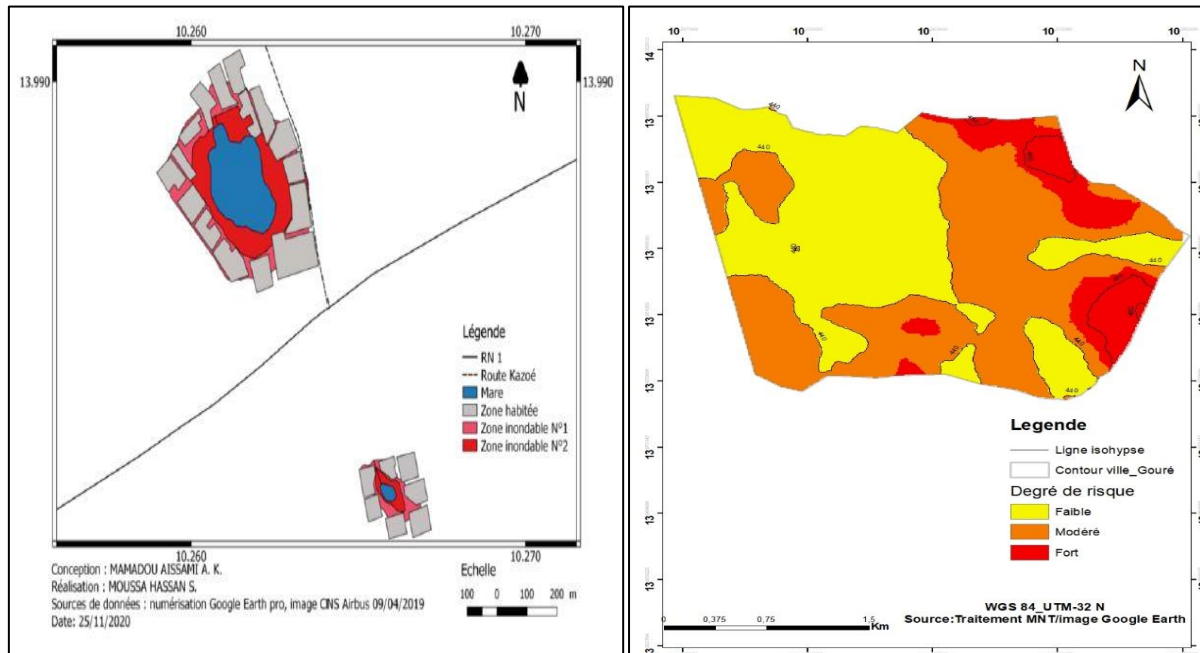 10.260
10.270
13.990
13.990
N
Légende
RN 1
Route Kazoé
Mare
Zone habitée
Zone inondable N°1
Zone inondable N°2
10.260
10.270
Conception : MAMADOU AISSAMI A. K.
Réalisation : MOUSSA HASSAN S.
Sources de données : numérisation Google Earth pro, image CNS Airbus 09/04/2019
Date: 25/11/2020
Echelle
100 0 100 200 m
10
10
10
10
10
N
14
13
13
13
13
13
13
13
13
13
440
440
440
440
440
440
Legende
Ligne isohypse
Contour ville_Gouré
Degré de risque
Faible
Modéré
Fort
WGS 84_UTM-32 N
Source:Traitement MNT/image Google Earth
0 0,375 0,75 1,5
Km